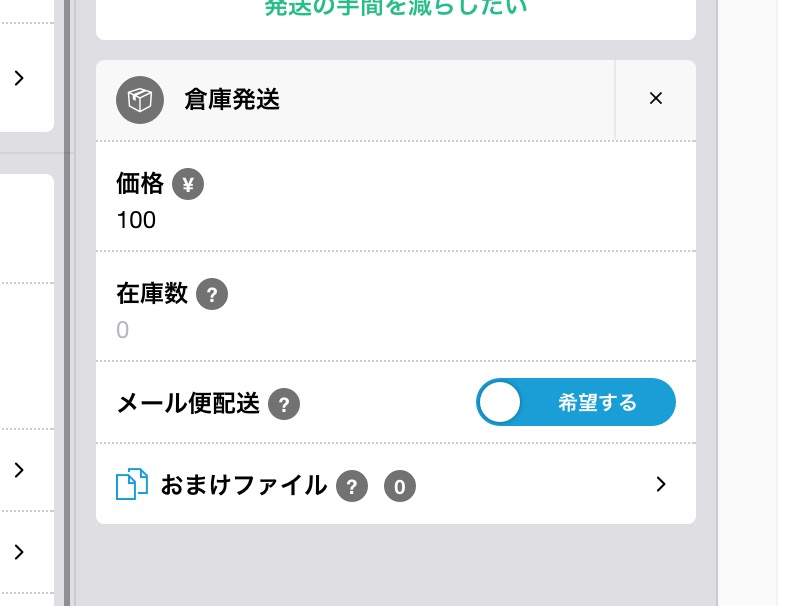 発送の手間を減らしたい
倉庫発送
価格 ¥
100
在庫数 ?
0
メール便配送 ? 希望する
おまけファイル ? 0